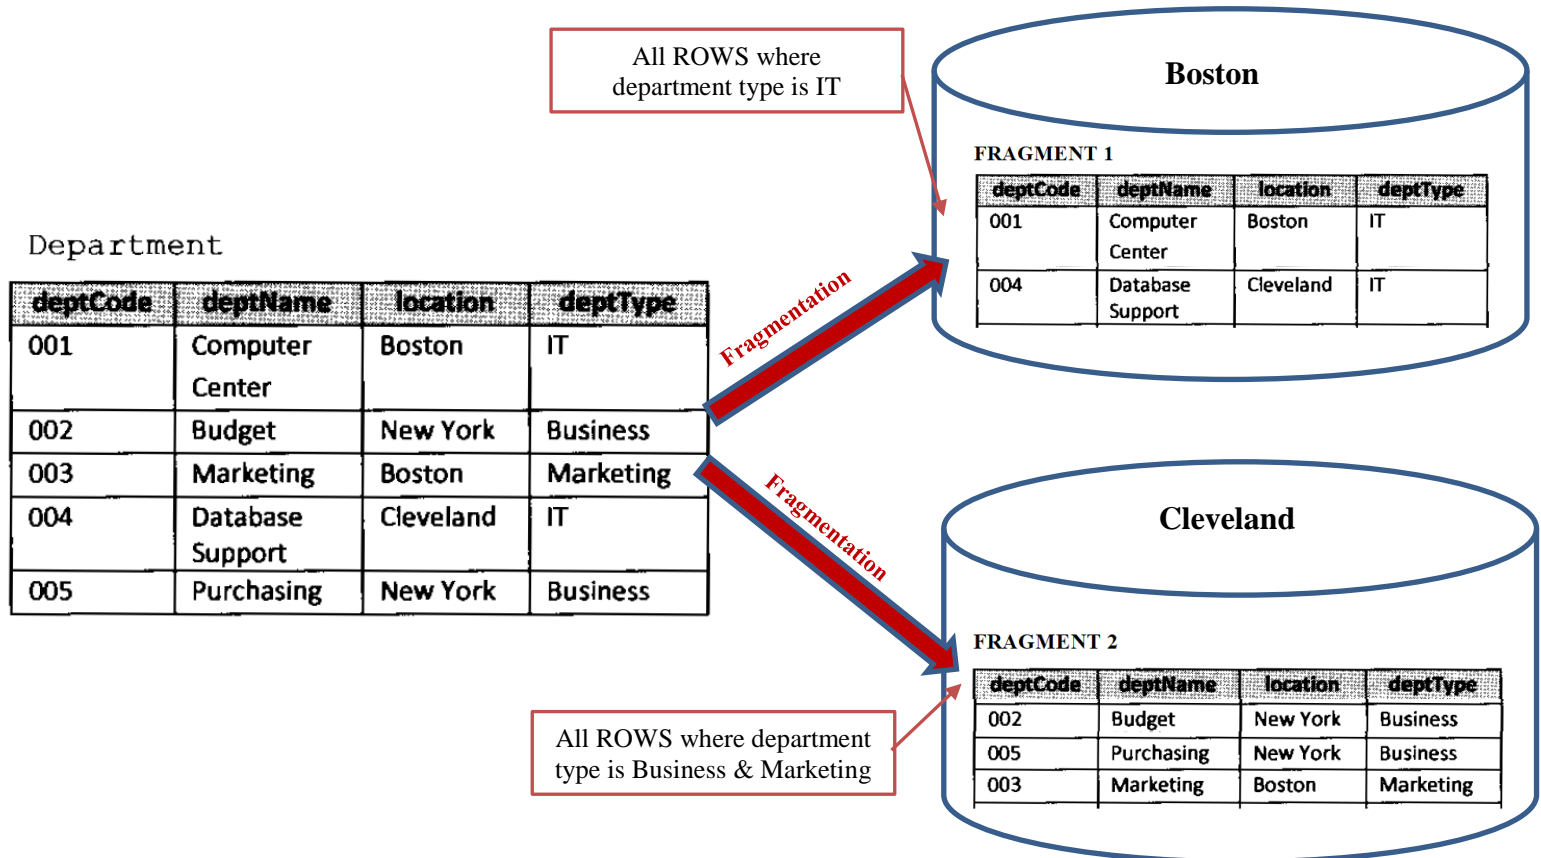 All ROWS where
department type is IT
Boston
FRAGMENT 1
deptCode deptName location deptType
001 Computer Center Boston IT
004 Database Support Cleveland IT
Department
deptCode deptName location deptType
001 Computer Center Boston IT
002 Budget New York Business
003 Marketing Boston Marketing
004 Database Support Cleveland IT
005 Purchasing New York Business
Fragmentation
Fragmentation
Cleveland
FRAGMENT 2
deptCode deptName location deptType
002 Budget New York Business
005 Purchasing New York Business
003 Marketing Boston Marketing
All ROWS where department
type is Business & Marketing